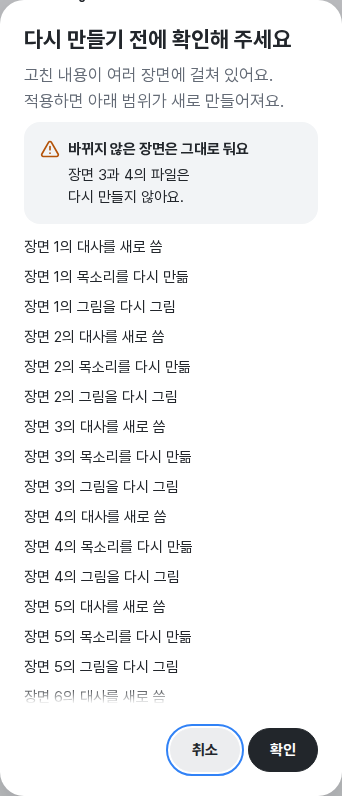 다시 만들기 전에 확인해 주세요
고친 내용이 여러 장면에 걸쳐 있어요.
적용하면 아래 범위가 새로 만들어져요.
바뀌지 않은 장면은 그대로 둬요
장면 3과 4의 파일은
다시 만들지 않아요.
장면 1의 대사를 새로 씀
장면 1의 목소리를 다시 만듦
장면 1의 그림을 다시 그림
장면 2의 대사를 새로 씀
장면 2의 목소리를 다시 만듦
장면 2의 그림을 다시 그림
장면 3의 대사를 새로 씀
장면 3의 목소리를 다시 만듦
장면 3의 그림을 다시 그림
장면 4의 대사를 새로 씀
장면 4의 목소리를 다시 만듦
장면 4의 그림을 다시 그림
장면 5의 대사를 새로 씀
장면 5의 목소리를 다시 만듦
장면 5의 그림을 다시 그림
장면 6의 대사를 새로 씀
취소
확인